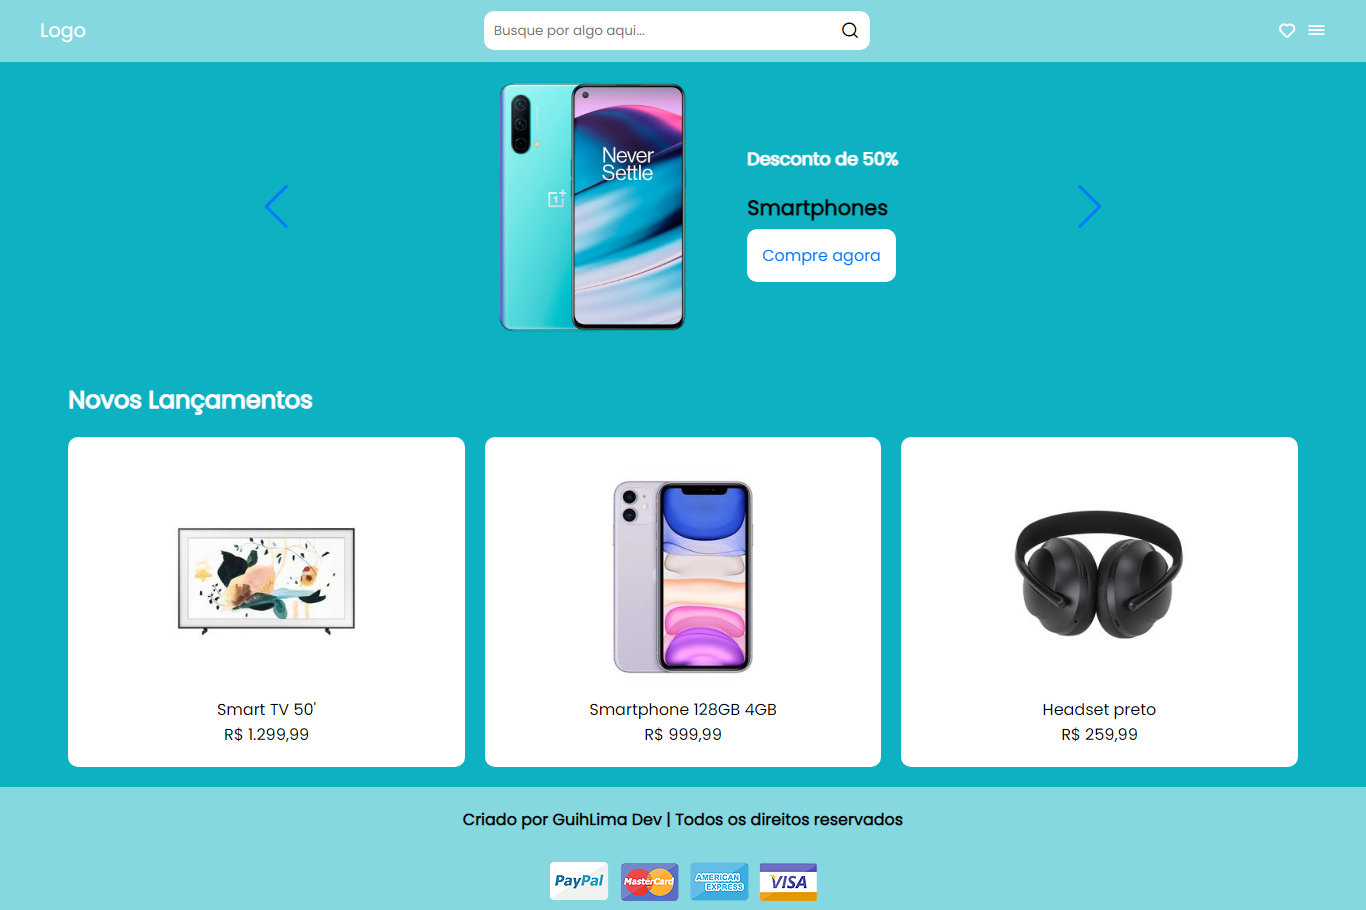 Logo
Busque por algo aqui...
Never
Settle
1+
Desconto de 50%
Smartphones
Compre agora
Novos Lançamentos
Smart TV 50'
R$ 1.299,99
Smartphone 128GB 4GB
R$ 999,99
Headset preto
R$ 259,99
Criado por GuihLima Dev | Todos os direitos reservados
PayPal
MasterCard
AMERICAN
EXPRESS
VISA